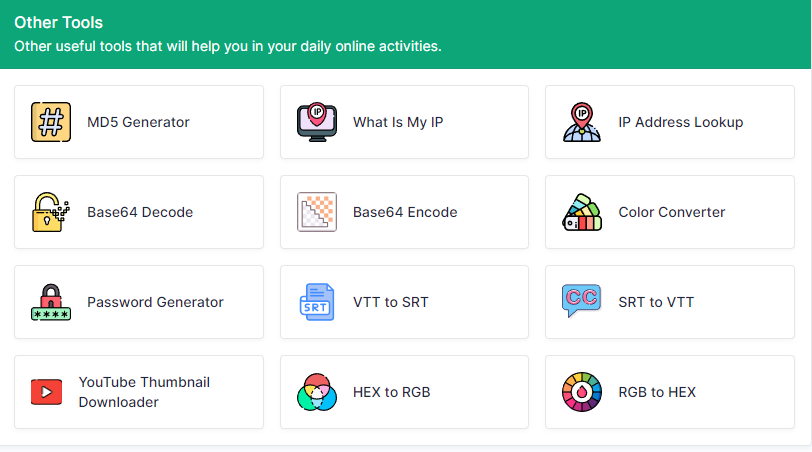 Other Tools
Other useful tools that will help you in your daily online activities.
# MD5 Generator
IP What Is My IP
IP IP Address Lookup
Base64 Decode
Base64 Encode
Color Converter
**** Password Generator
SRT VTT to SRT
CC SRT to VTT
YouTube Thumbnail
Downloader
HEX to RGB
RGB to HEX